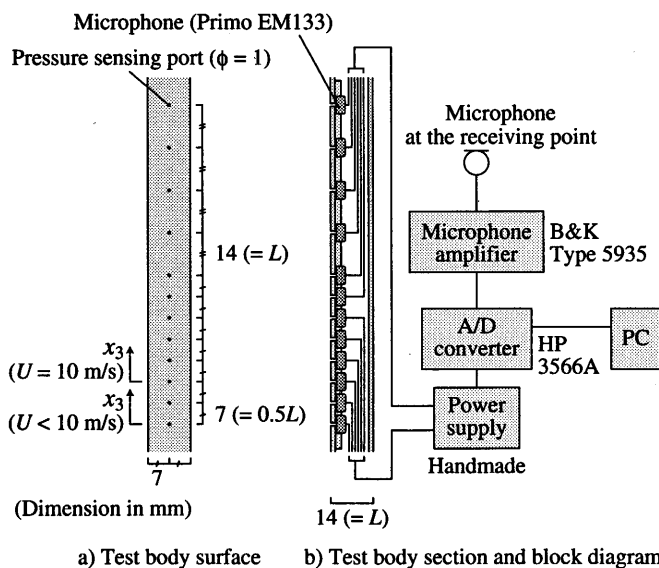 Microphone (Primo EM133)
Pressure sensing port (ϕ = 1)
Microphone
at the receiving point
Microphone
amplifier
B&K
Type 5935
14 (= L)
A/D
converter
HP
3566A
PC
x₃
(U = 10 m/s)
x₃
(U < 10 m/s)
7 (= 0.5L)
Power
supply
Handmade
7
(Dimension in mm)
14 (= L)
a) Test body surface
b) Test body section and block diagram